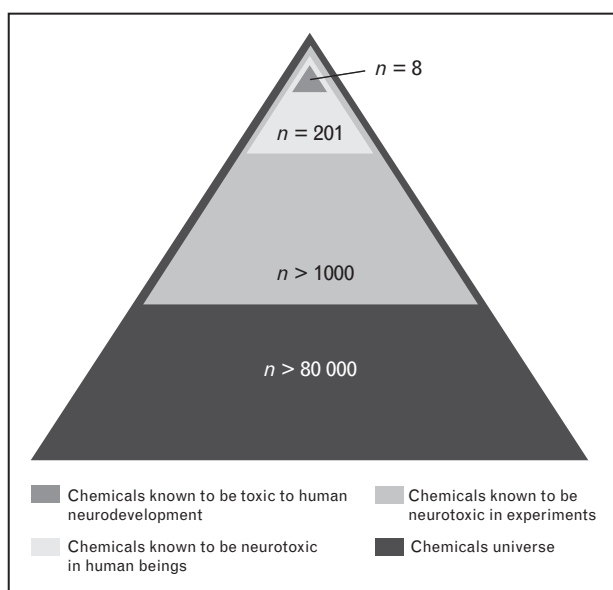 n = 8
n = 201
n > 1000
n > 80 000
Chemicals known to be toxic to human
neurodevelopment
Chemicals known to be neurotoxic
in human beings
Chemicals known to be
neurotoxic in experiments
Chemicals universe